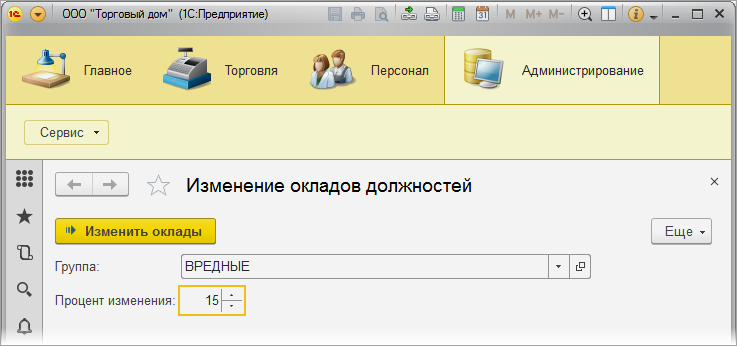 ООО "Торговый дом" (1С:Предприятие)
M M+ M-
Главное Торговля Персонал Администрирование
Сервис
Изменение окладов должностей
Изменить оклады Еще
Группа: ВРЕДНЫЕ
Процент изменения: 15